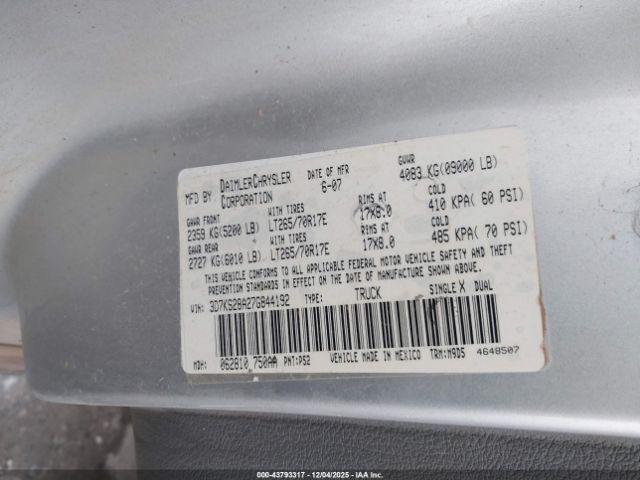 MFD BY DAIMLERCHRYSLER CORPORATION DATE OF MFR 6-07 GVWR 4083 KG(09000 LB)
GAWR FRONT WITH TIRES RIMS AT COLD
2359 KG(5200 LB) LT265/70R17E 17X8.0 410 KPA( 60 PSI)
GAWR REAR WITH TIRES RIMS AT COLD
2727 KG(6010 LB) LT265/70R17E 17X8.0 485 KPA( 70 PSI)
THIS VEHICLE CONFORMS TO ALL APPLICABLE FEDERAL MOTOR VEHICLE SAFETY AND THEFT
PREVENTION STANDARDS IN EFFECT ON THE DATE OF MANUFACTURE SHOWN ABOVE.
VIN: 3D7KS28A27G844192 TYPE: TRUCK SINGLE X DUAL
MDH: 062810 750AA PNT:PS2 VEHICLE MADE IN MEXICO TRM:M9D5 4648507
© 43793317 - 12/04/2025 - IAAI.COM